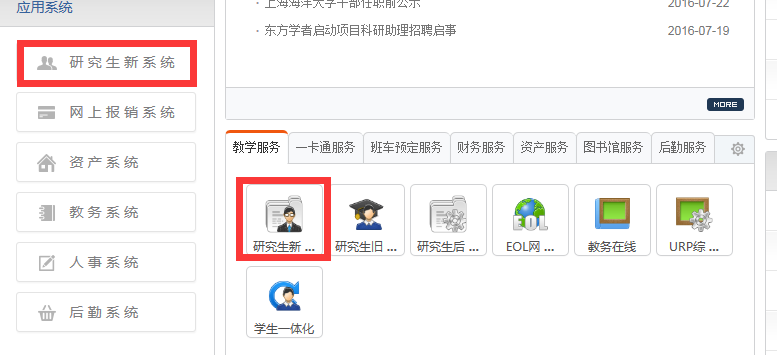 应用系统
研究生新系统
网上报销系统
资产系统
教务系统
人事系统
后勤系统
· 上海海洋大学干部任职前公示 2016-07-22
· 东方学者启动项目科研助理招聘启事 2016-07-19
MORE
教学服务 一卡通服务 班车预定服务 财务服务 资产服务 图书馆服务 后勤服务
研究生新 ... 研究生旧 ... 研究生后 ... EOL网 ... 教务在线 URP综 ...
学生一体化